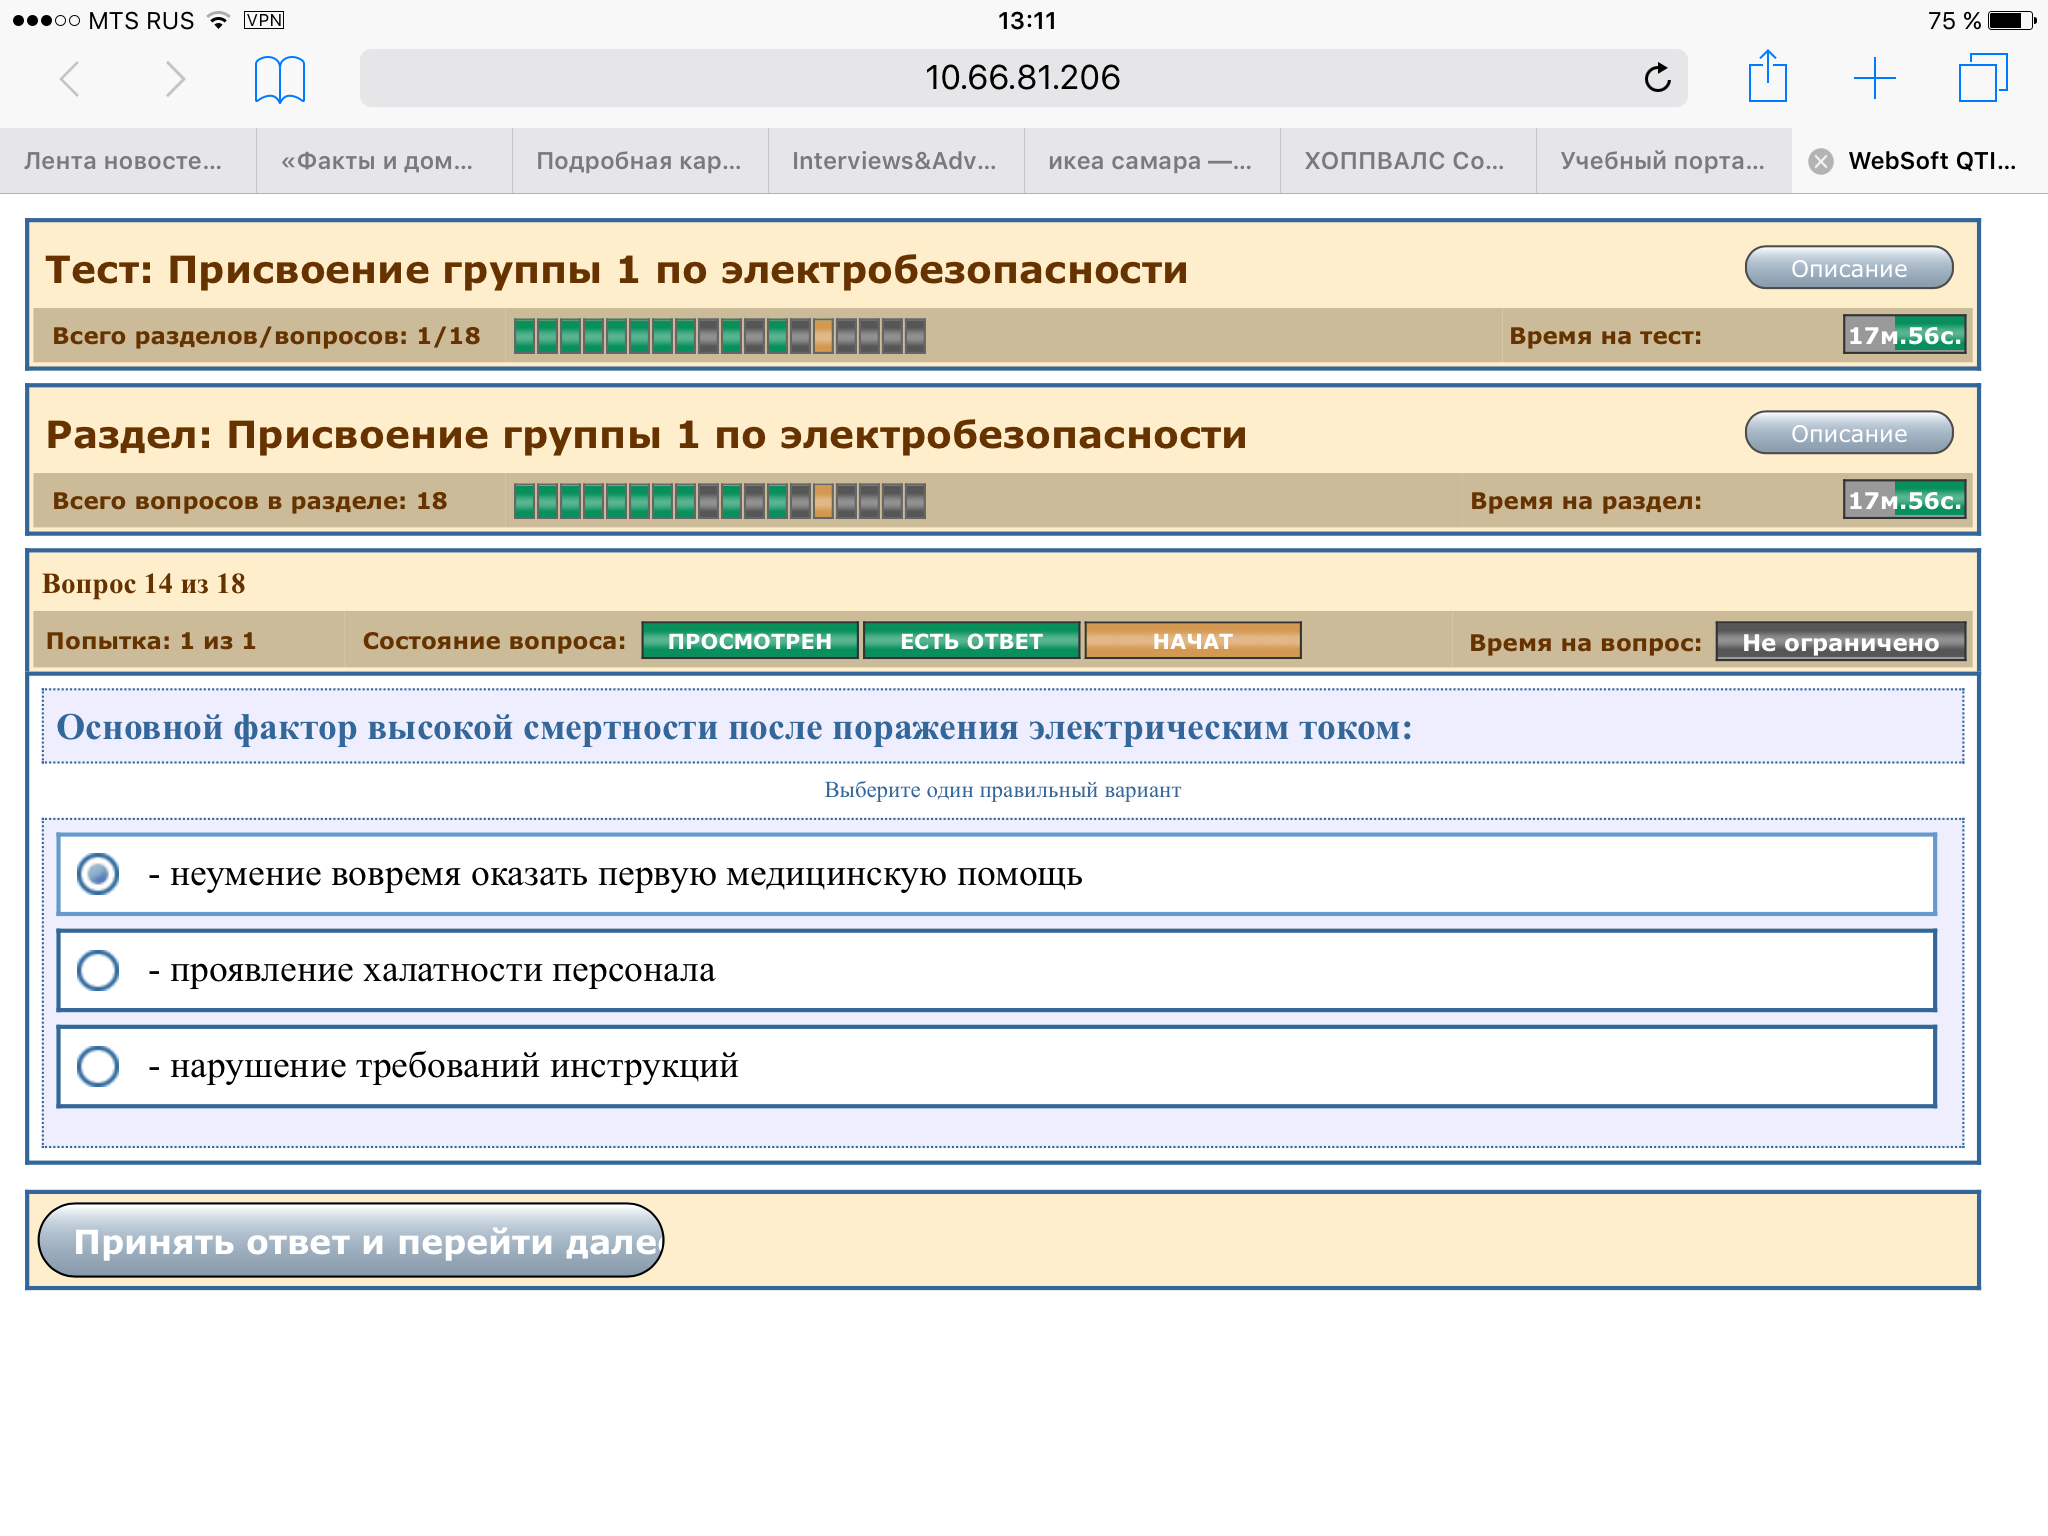 MTS RUS VPN 13:11 75 %
10.66.81.206
Лента новосте... «Факты и дом... Подробная кар... Interviews&Adv... икеа самара —... ХОППВАЛС Со... Учебный порта... WebSoft QTI...
Тест: Присвоение группы 1 по электробезопасности Описание
Всего разделов/вопросов: 1/18 Время на тест: 17м.56с.
Раздел: Присвоение группы 1 по электробезопасности Описание
Всего вопросов в разделе: 18 Время на раздел: 17м.56с.
Вопрос 14 из 18
Попытка: 1 из 1 Состояние вопроса: ПРОСМОТРЕН ЕСТЬ ОТВЕТ НАЧАТ Время на вопрос: Не ограничено
Основной фактор высокой смертности после поражения электрическим током:
Выберите один правильный вариант
- неумение вовремя оказать первую медицинскую помощь
- проявление халатности персонала
- нарушение требований инструкций
Принять ответ и перейти дале